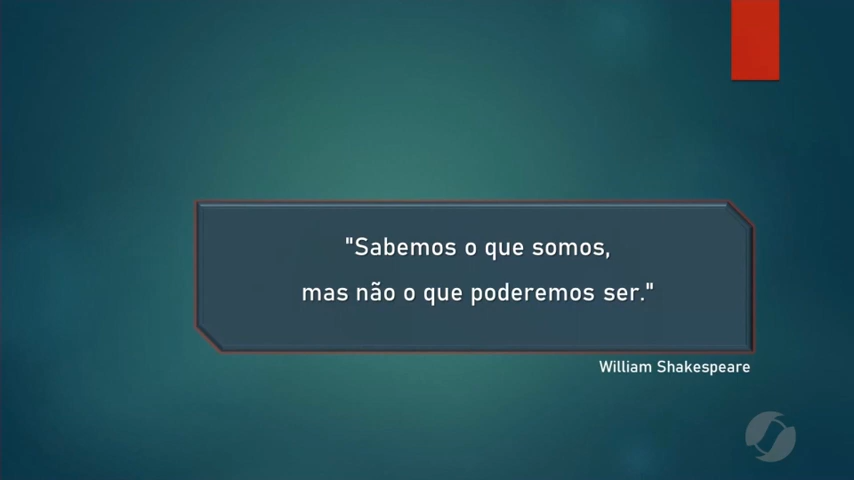 "Sabemos o que somos,
mas não o que poderemos ser."
William Shakespeare